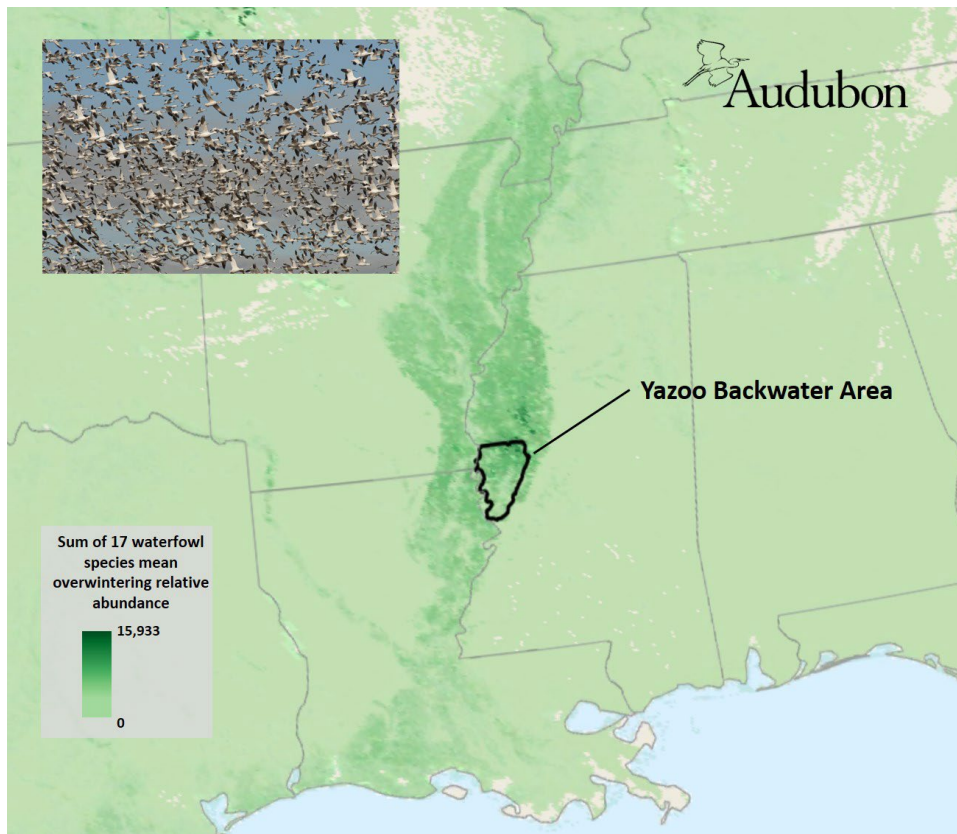 Audubon
Yazoo Backwater Area
Sum of 17 waterfowl
species mean
overwintering relative
abundance
15,933
0